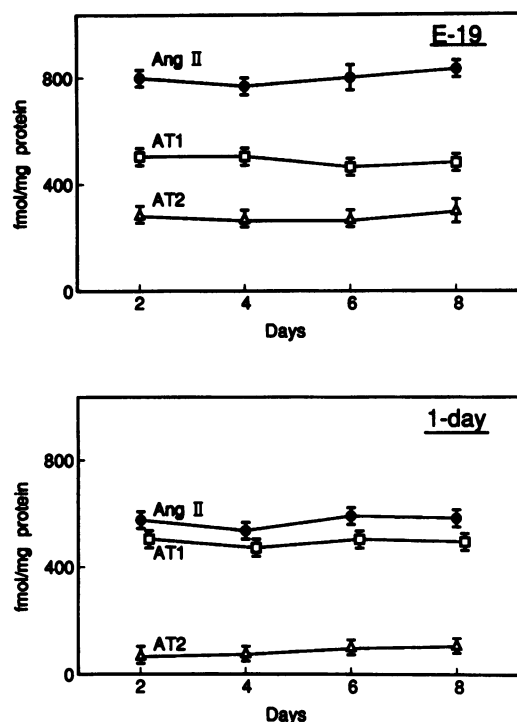 E-19
Ang II
800
AT1
400
AT2
0
2 4 6 8
Days
fmol/mg protein
1-day
800
Ang II
AT1
400
AT2
0
2 4 6 8
Days
fmol/mg protein